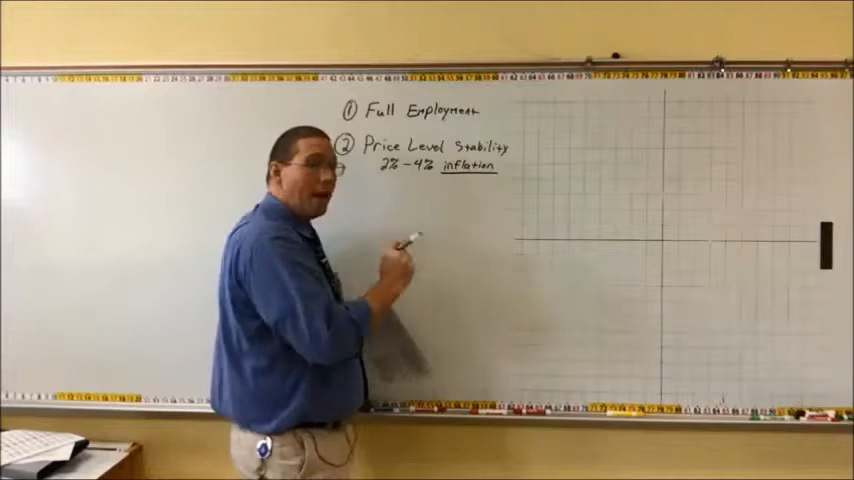 ① Full Employment
② Price Level Stability
2% – 4% inflation